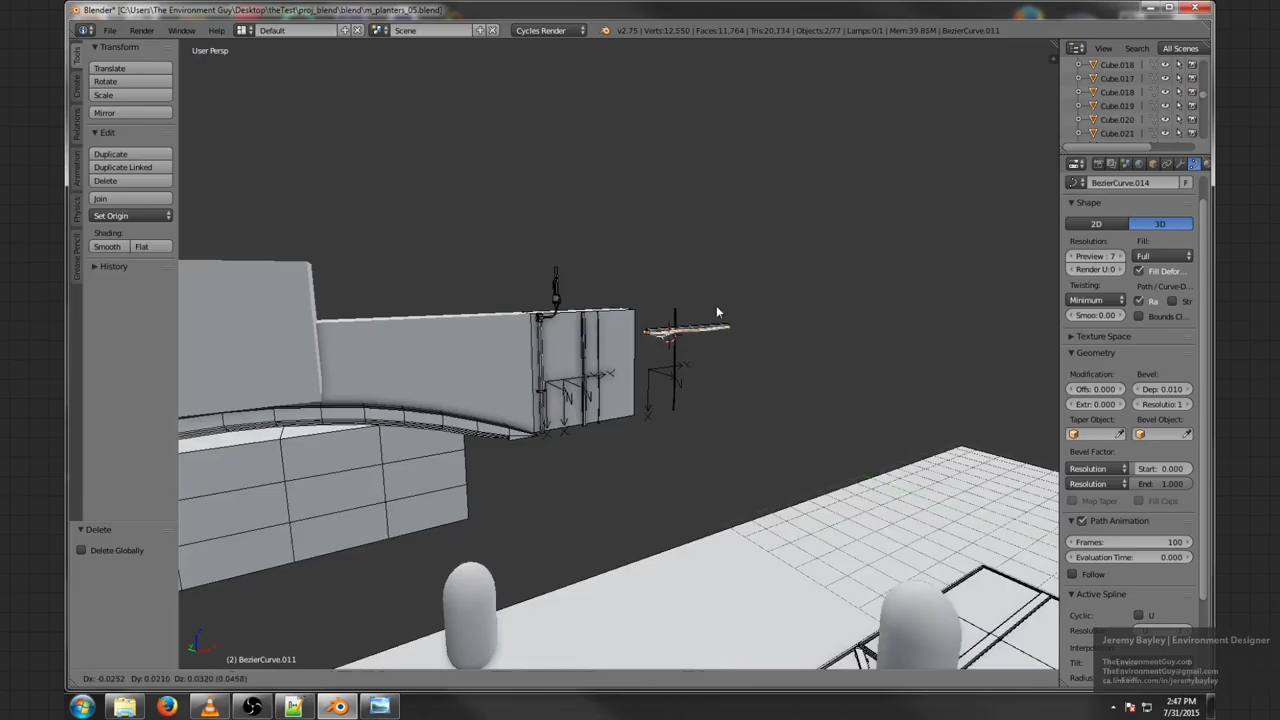 Blender* [C:\Users\The Environment Guy\Desktop\theTest\proj_blend\blend\m_planters_05.blend]
File Render Window Help Default Scene Cycles Render v2.75 | Verts:12,550 | Faces:11,764 | Tris:20,734 | Objects:2/77 | Lamps:0/1 | Mem:39.85M | BezierCurve.011
Transform
User Persp
View Search All Scenes
Cube.018
Cube.017
Cube.018
Cube.019
Cube.020
Cube.021
Tools
Create
Relations
Animation
Physics
Grease Pencil
Translate
Rotate
Scale
Mirror
Edit
Duplicate
Duplicate Linked
Delete
Join
Set Origin
Shading:
Smooth Flat
History
Delete
Delete Globally
BezierCurve.014 F
Shape
2D 3D
Resolution: Fill:
Preview : 7 Full
Render U:0 Fill Defor...
Twisting: Path / Curve-D...
Minimum Ra St
Smoo: 0.00 Bounds Cl...
Texture Space
Geometry
Modification: Bevel:
Offs: 0.000 Dep: 0.010
Extr: 0.000 Resolutio: 1
Taper Object: Bevel Object:
Bevel Factor:
Resolution Start: 0.000
Resolution End: 1.000
Map Taper Fill Caps
Path Animation
Frames: 100
Evaluation Time: 0.000
Follow
Active Spline
Cyclic: U
Tilt:
Radius
(2) BezierCurve.011
Dx: -0.0252 Dy: 0.0210 Dz: 0.0320 (0.0458)
Jeremy Bayley | Environment Designer
TheEnvironmentGuy.com
TheEnvironmentGuy@gmail.com
ca.linkedin.com/in/jeremybayley
2:47 PM
7/31/2015